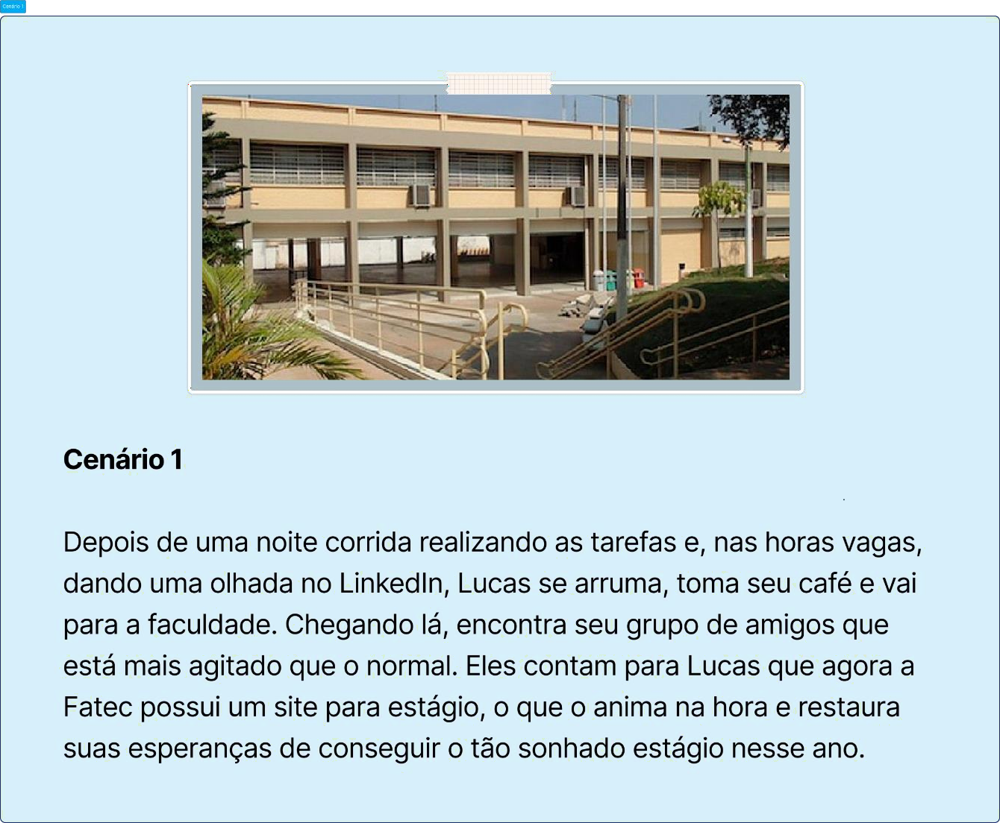 Cenário 1
Cenário 1
Depois de uma noite corrida realizando as tarefas e, nas horas vagas,
dando uma olhada no LinkedIn, Lucas se arruma, toma seu café e vai
para a faculdade. Chegando lá, encontra seu grupo de amigos que
está mais agitado que o normal. Eles contam para Lucas que agora a
Fatec possui um site para estágio, o que o anima na hora e restaura
suas esperanças de conseguir o tão sonhado estágio nesse ano.